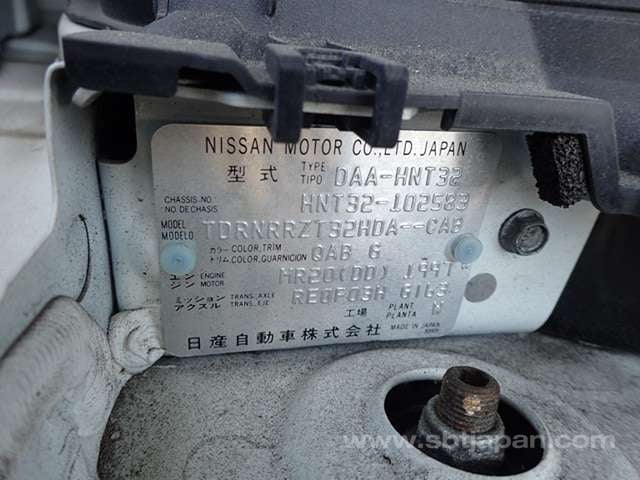 NISSAN MOTOR CO.,LTD.JAPAN
型式 TYPE TIPO DAA-HNT32
CHASSIS NO. NO DE CHASIS HNT32-102583
MODEL MODELO TDRNRRZT32HDA--CAB
カラー COLOR,TRIM トリム COLOR,GUARNICION QAB G
エンジン ENGINE MOTOR MR20(DD) 1997
ミッション TRANS.|AXLE アクスル TRANS.|EJE RE0F03H G163
工場 PLANT PLANTA
日産自動車株式会社 MADE IN JAPAN
www.sbtjapan.com